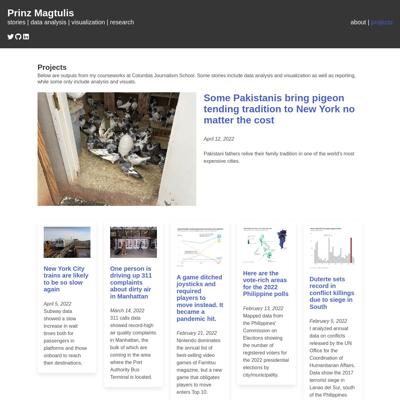 Prinz Magtulis
stories | data analysis | visualization | research
about | projects
Projects
Below are outputs from my courseworks at Columbia Journalism School. Some stories include data analysis and visualization as well as reporting,
while some only include analysis and visuals.
Some Pakistanis bring pigeon
tending tradition to New York no
matter the cost
April 12, 2022
Pakistani fathers relive their family tradition in one of the world's most
expensive cities.
New York City
trains are likely
to be so slow
again
April 5, 2022
Subway data
showed a slow
increase in wait
times both for
passengers in
platforms and
those onboard to
reach their
destinations.
One person is
driving up 311
complaints
about dirty air
in Manhattan
March 14, 2022
311 calls data
showed record-high
air quality complaints
in Manhattan, the
bulk of which are
coming in the area
where the Port
Authority Bus
Terminal is located.
A game ditched
joysticks and
required
players to
move instead. It
became a
pandemic hit.
February 21, 2022
Nintendo dominates
the annual list of
best-selling video
games of Famitsu
magazine, but a new
game that obligates
players to move
enters Top 10.
Here are the
vote-rich areas
for the 2022
Philippine polls
February 13, 2022
Mapped data from
the Philippines'
Commission on
Elections showing
the number of
registered voters for
the 2022 presidential
elections by
city/municipality.
Duterte sets
record in
conflict killings
due to siege in
South
February 5, 2022
I analyzed annual
data on conflicts
released by the UN
Office for the
Coordination of
Humanitarian Affairs.
Data show the 2017
terrorist siege in
Lanao del Sur, south
of the Philippines